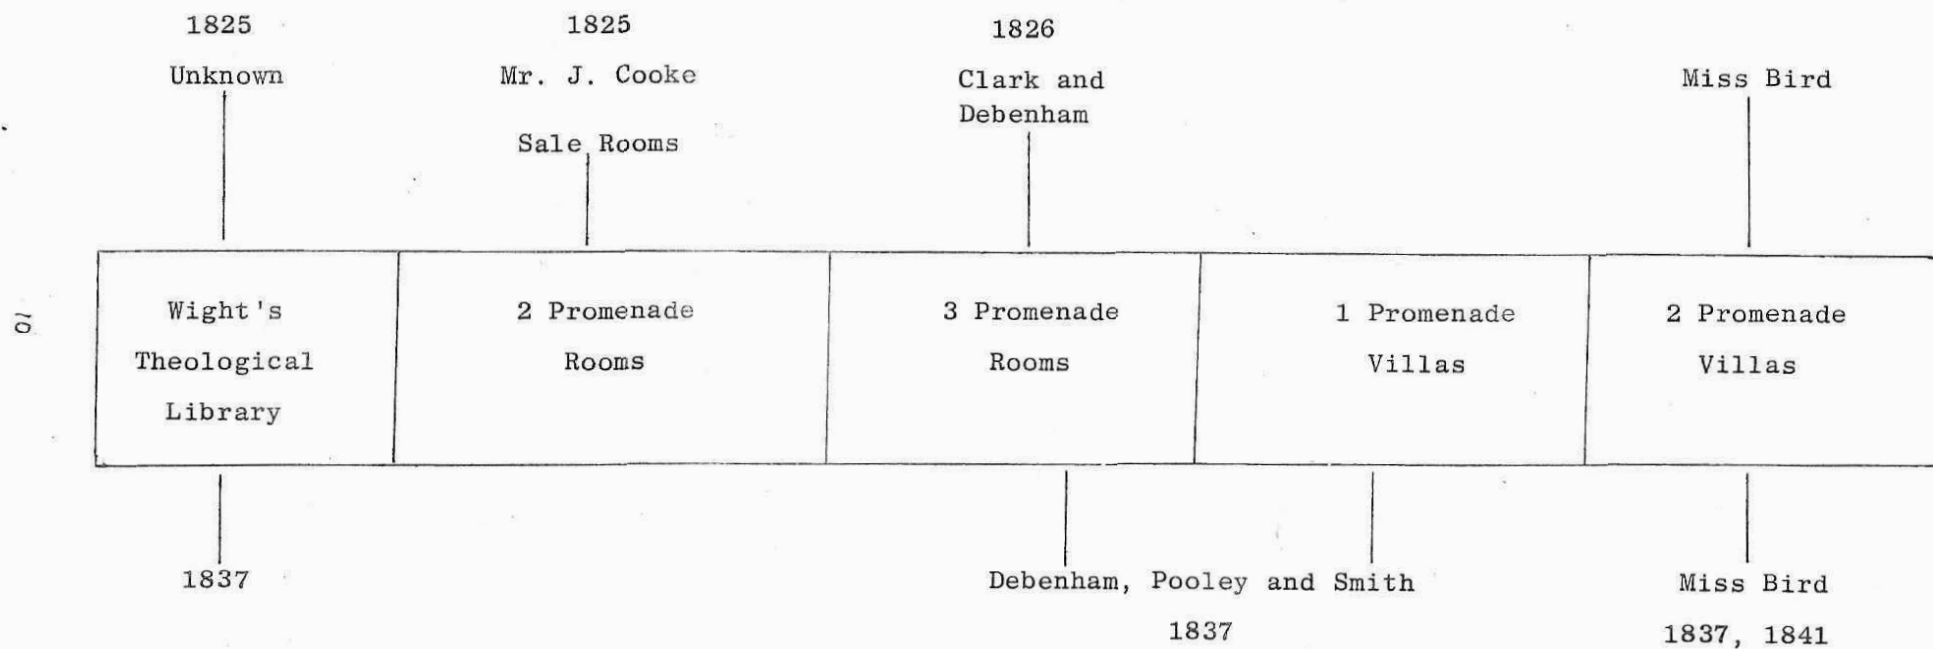 1825
Unknown
1825
Mr. J. Cooke
Sale Rooms
1826
Clark and
Debenham
Miss Bird
10
Wight's
Theological
Library
2 Promenade
Rooms
3 Promenade
Rooms
1 Promenade
Villas
2 Promenade
Villas
1837
Debenham, Pooley and Smith
1837
Miss Bird
1837, 1841